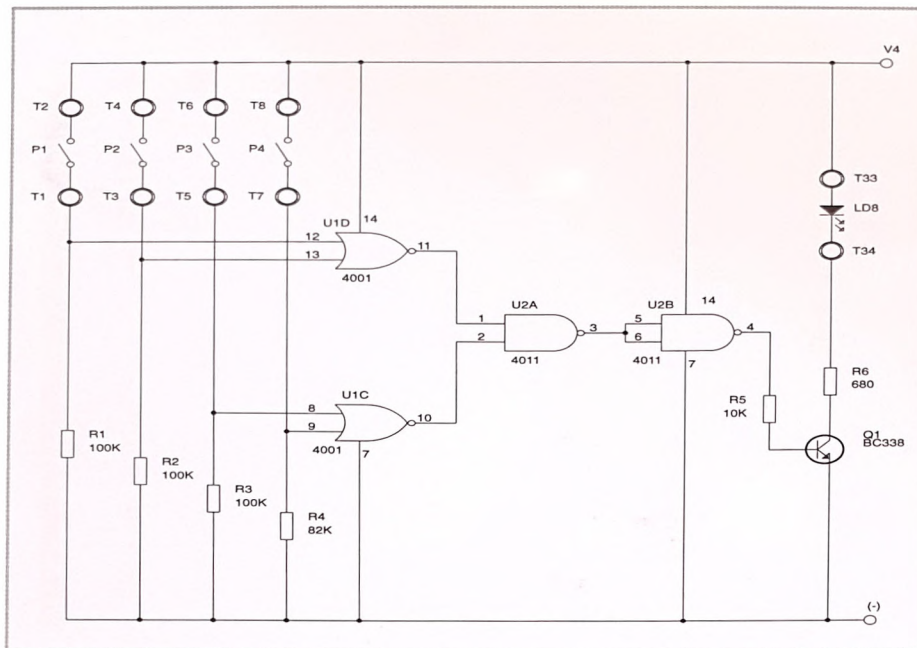 V4
T2
T4
T6
T8
P1
P2
P3
P4
T1
T3
T5
T7
T33
LD8
T34
U1D
14
12
13
11
4001
U2A
1
2
3
4011
U2B
14
5
6
4
4011
7
R6
680
R5
10K
Q1
BC338
U1C
8
9
10
4001
7
R1
100K
R2
100K
R3
100K
R4
82K
(-)